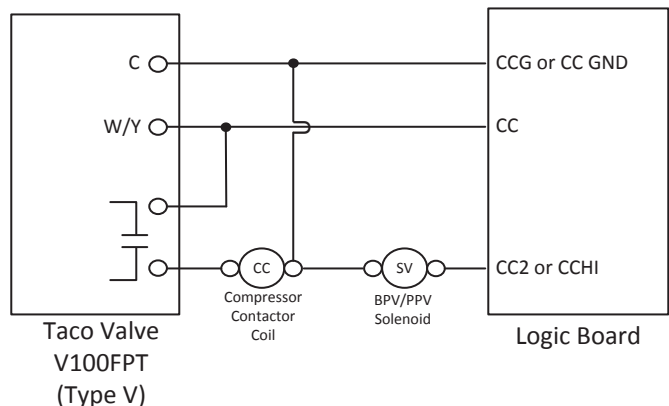 C
CCG or CC GND
W/Y
CC
CC
SV
CC2 or CCHI
Compressor
Contactor
Coil
BPV/PPV
Solenoid
Taco Valve
V100FPT
(Type V)
Logic Board